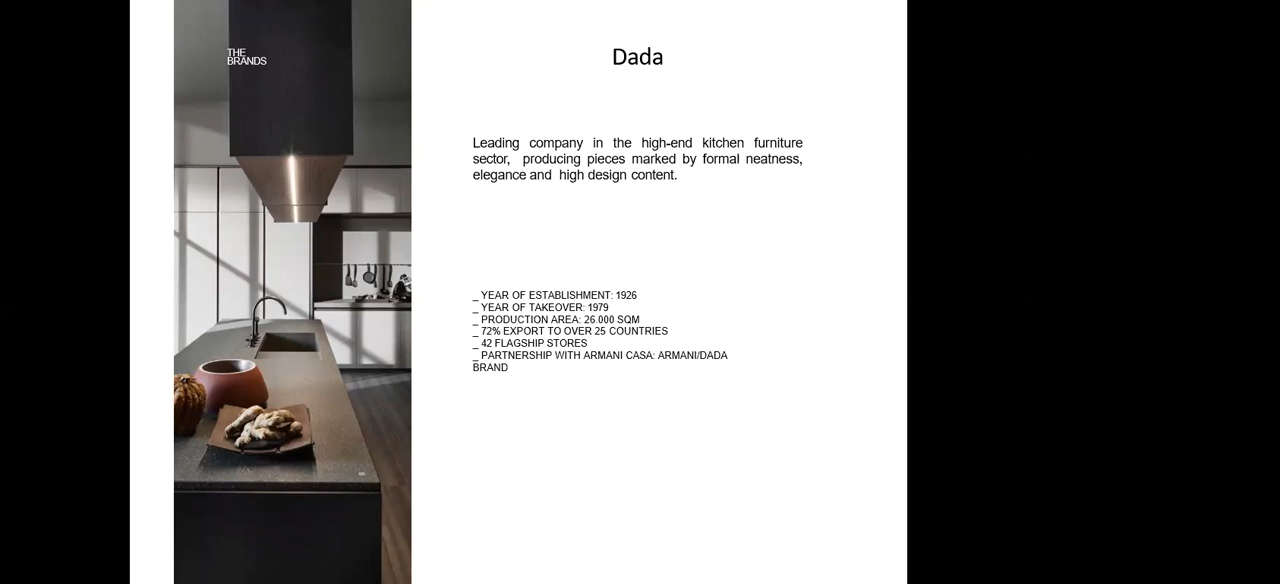 THE
BRANDS
Dada
Leading company in the high-end kitchen furniture
sector, producing pieces marked by formal neatness,
elegance and high design content.
_ YEAR OF ESTABLISHMENT: 1926
_ YEAR OF TAKEOVER: 1979
_ PRODUCTION AREA: 26.000 SQM
_ 72% EXPORT TO OVER 25 COUNTRIES
_ 42 FLAGSHIP STORES
_ PARTNERSHIP WITH ARMANI CASA: ARMANI/DADA
BRAND